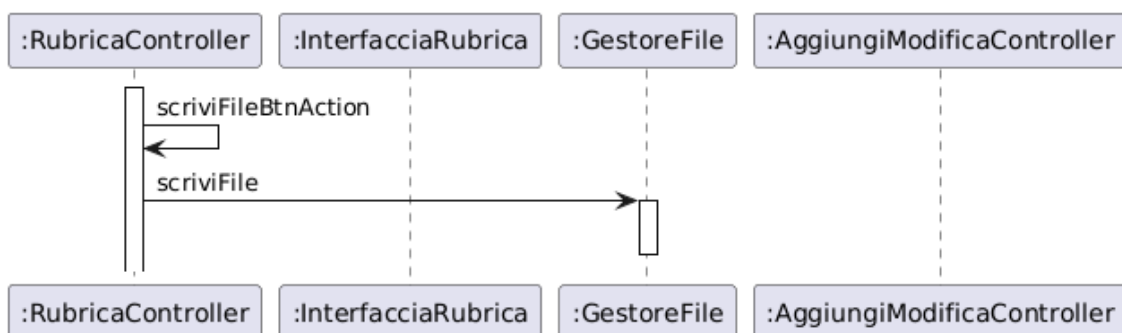 :RubricaController :InterfacciaRubrica :GestoreFile :AggiungiModificaController
scriviFileBtnAction
scriviFile
:RubricaController :InterfacciaRubrica :GestoreFile :AggiungiModificaController